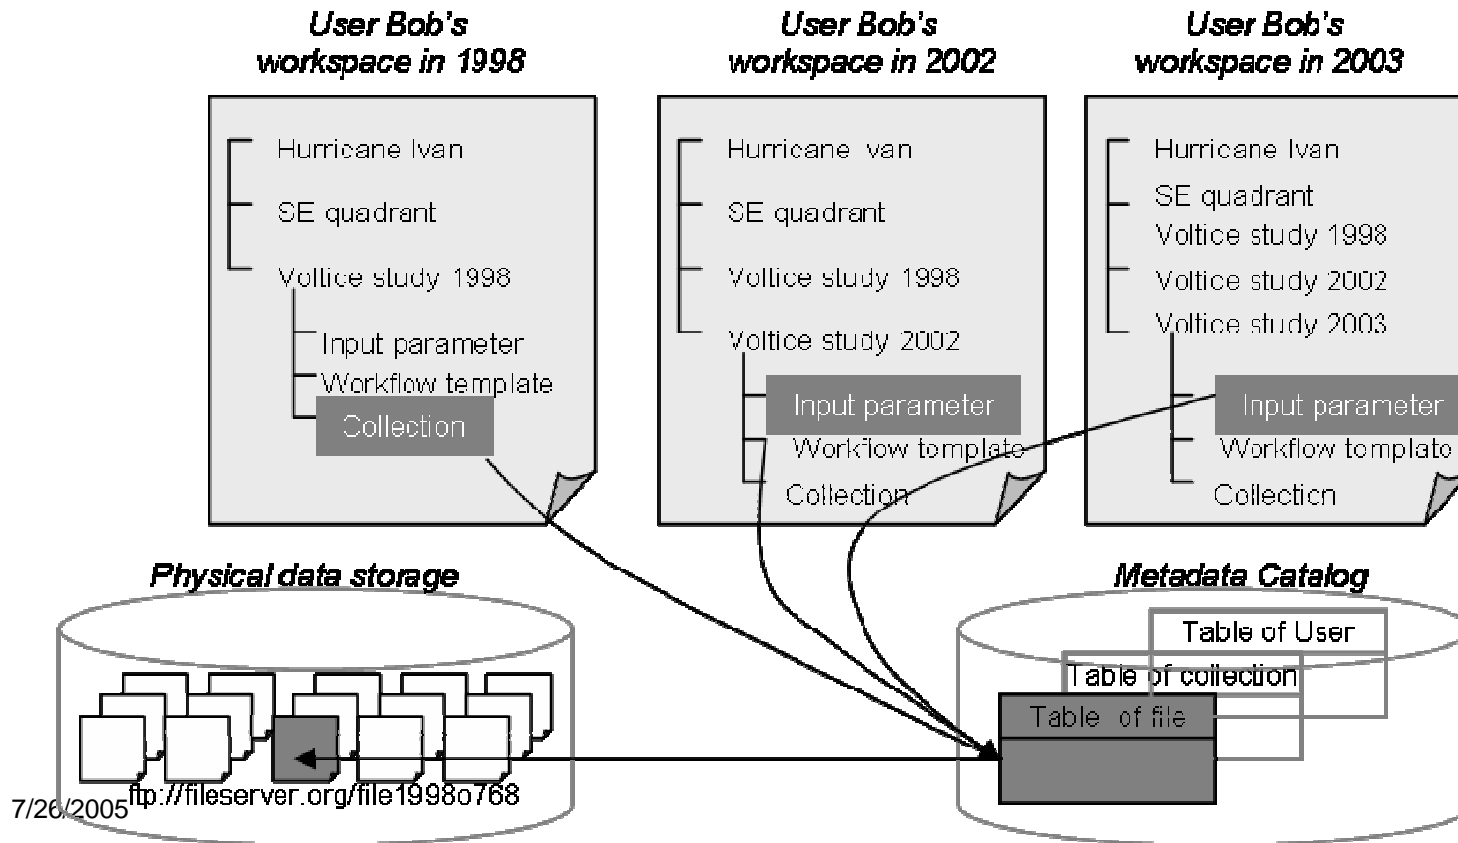 User Bob's
workspace in 1998
Hurricane Ivan
SE quadrant
Voltice study 1998
Input parameter
Workflow template
Collection
User Bob's
workspace in 2002
Hurricane Ivan
SE quadrant
Voltice study 1998
Voltice study 2002
Input parameter
Workflow template
Collection
User Bob's
workspace in 2003
Hurricane Ivan
SE quadrant
Voltice study 1998
Voltice study 2002
Voltice study 2003
Input parameter
Workflow template
Collection
Physical data storage
ftp://fileserver.org/file1998o768
7/26/2005
Metadata Catalog
Table of User
Table of collection
Table of file